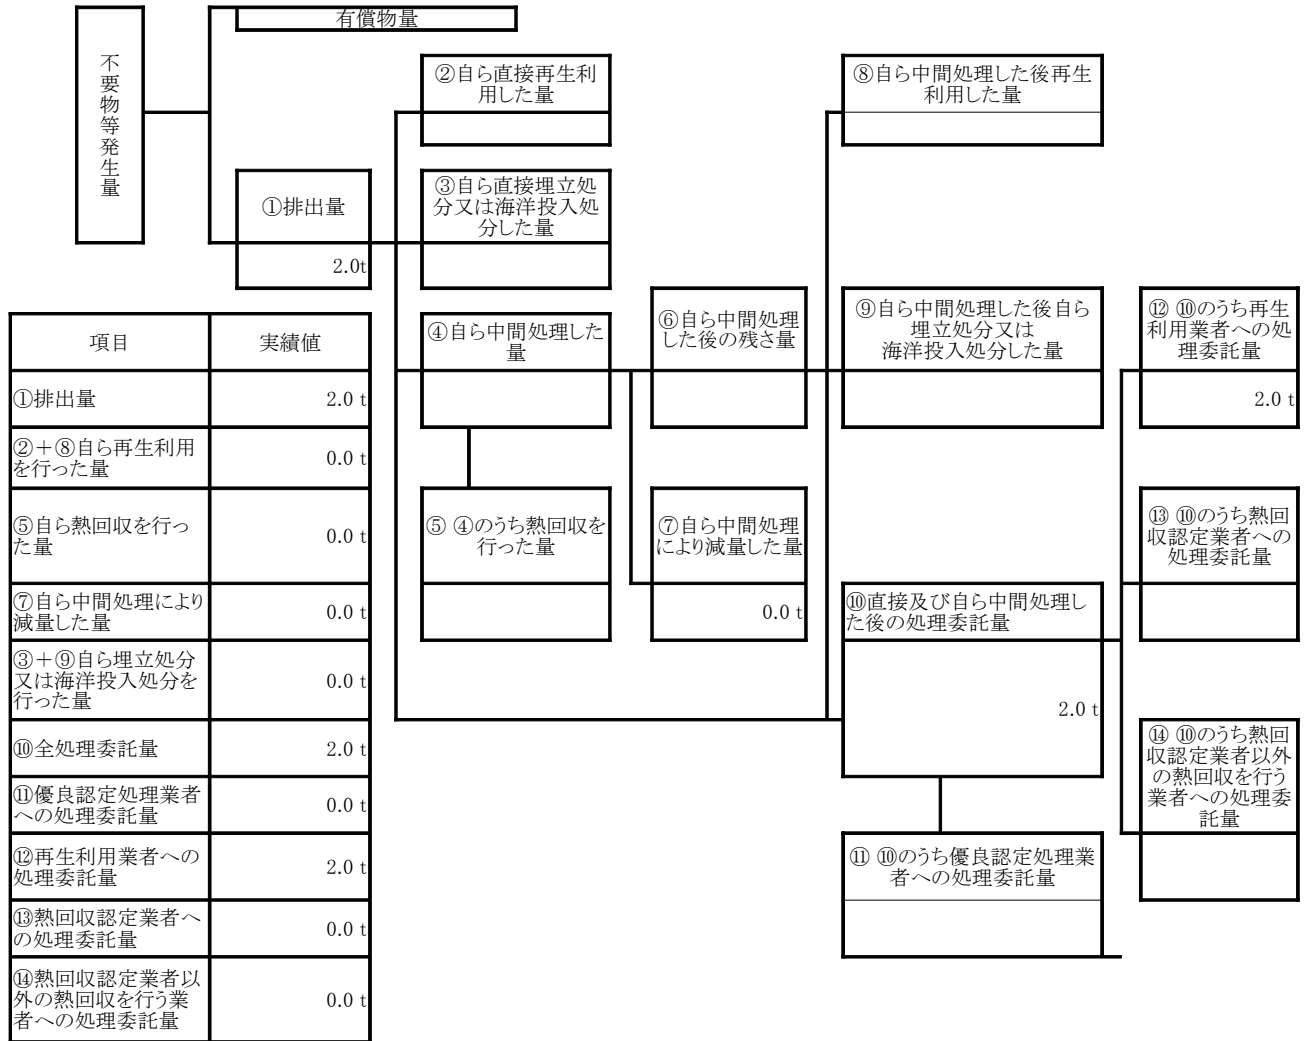 有償物量
不要物等発生量
②自ら直接再生利
用した量
⑧自ら中間処理した後再生
利用した量
①排出量
2.0t
③自ら直接埋立処
分又は海洋投入処
分した量
④自ら中間処理した
量
⑥自ら中間処理
した後の残さ量
⑨自ら中間処理した後自ら
埋立処分又は
海洋投入処分した量
⑫ ⑩のうち再生
利用業者への処
理委託量
2.0 t
⑤ ④のうち熱回収を
行った量
⑦自ら中間処理
により減量した量
0.0 t
⑬ ⑩のうち熱回
収認定業者への
処理委託量
⑩直接及び自ら中間処理し
た後の処理委託量
2.0 t
⑭ ⑩のうち熱回
収認定業者以外
の熱回収を行う
業者への処理委
託量
⑪ ⑩のうち優良認定処理業
者への処理委託量
項目 実績値
①排出量 2.0 t
②＋⑧自ら再生利用
を行った量 0.0 t
⑤自ら熱回収を行っ
た量 0.0 t
⑦自ら中間処理により
減量した量 0.0 t
③＋⑨自ら埋立処分
又は海洋投入処分を
行った量 0.0 t
⑩全処理委託量 2.0 t
⑪優良認定処理業者
への処理委託量 0.0 t
⑫再生利用業者への
処理委託量 2.0 t
⑬熱回収認定業者へ
の処理委託量 0.0 t
⑭熱回収認定業者以
外の熱回収を行う業
者への処理委託量 0.0 t